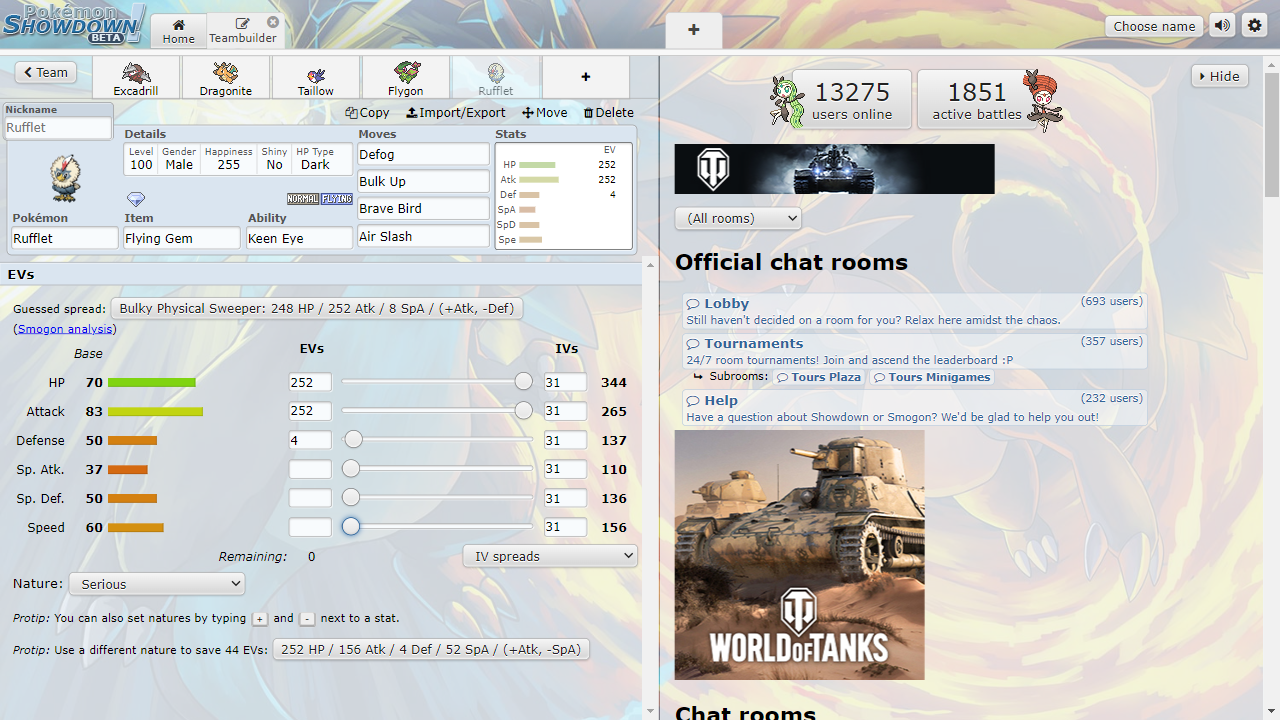 Pokémon
SHOWDOWN!
BETA
Home
Teambuilder
+
Choose name
Team
Excadrill
Dragonite
Taillow
Flygon
Rufflet
+
Nickname
Rufflet
Copy
Import/Export
Move
Delete
Details
Level
100
Gender
Male
Happiness
255
Shiny
No
HP Type
Dark
NORMAL FLYING
Pokémon
Rufflet
Item
Flying Gem
Ability
Keen Eye
Moves
Defog
Bulk Up
Brave Bird
Air Slash
Stats
EV
HP 252
Atk 252
Def 4
SpA
SpD
Spe
EVs
Guessed spread: Bulky Physical Sweeper: 248 HP / 252 Atk / 8 SpA / (+Atk, -Def)
(Smogon analysis)
Base EVs IVs
HP 70 252 31 344
Attack 83 252 31 265
Defense 50 4 31 137
Sp. Atk. 37 31 110
Sp. Def. 50 31 136
Speed 60 31 156
Remaining: 0
IV spreads
Nature: Serious
Protip: You can also set natures by typing + and - next to a stat.
Protip: Use a different nature to save 44 EVs: 252 HP / 156 Atk / 4 Def / 52 SpA / (+Atk, -SpA)
13275
users online
1851
active battles
Hide
(All rooms)
Official chat rooms
Lobby (693 users)
Still haven't decided on a room for you? Relax here amidst the chaos.
Tournaments (357 users)
24/7 room tournaments! Join and ascend the leaderboard :P
↳ Subrooms: Tours Plaza Tours Minigames
Help (232 users)
Have a question about Showdown or Smogon? We'd be glad to help you out!
WORLD OF TANKS
Chat rooms